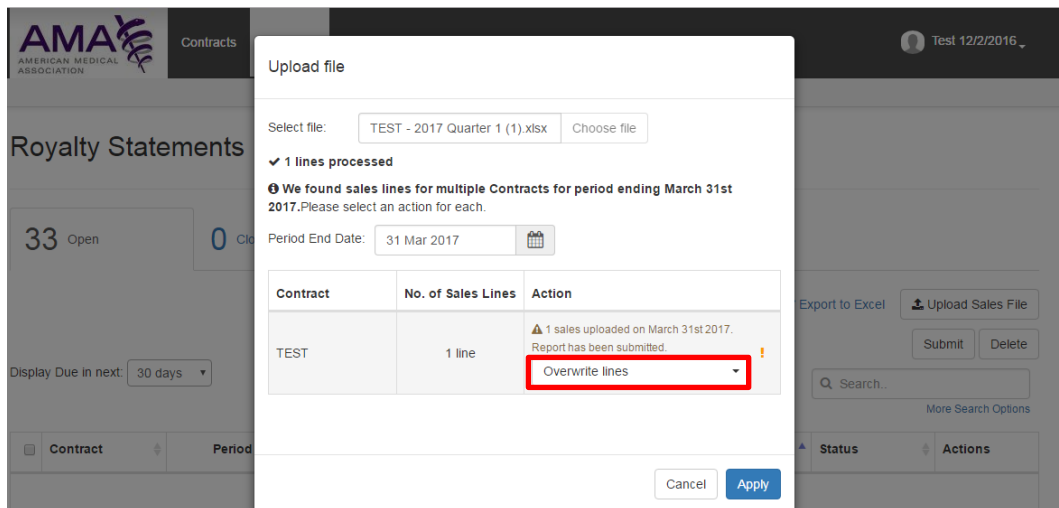 AMA
AMERICAN MEDICAL
ASSOCIATION
Contracts
Test 12/2/2016
Upload file
Select file:
TEST - 2017 Quarter 1 (1).xlsx
Choose file
Royalty Statements
1 lines processed
We found sales lines for multiple Contracts for period ending March 31st
2017.Please select an action for each.
33 Open
0 Clo
Period End Date:
31 Mar 2017
Contract
No. of Sales Lines
Action
Export to Excel
Upload Sales File
1 sales uploaded on March 31st 2017.
Report has been submitted.
TEST
1 line
!
Overwrite lines
Submit
Delete
Display Due in next:
30 days
Search..
More Search Options
Contract
Period
Status
Actions
Cancel
Apply